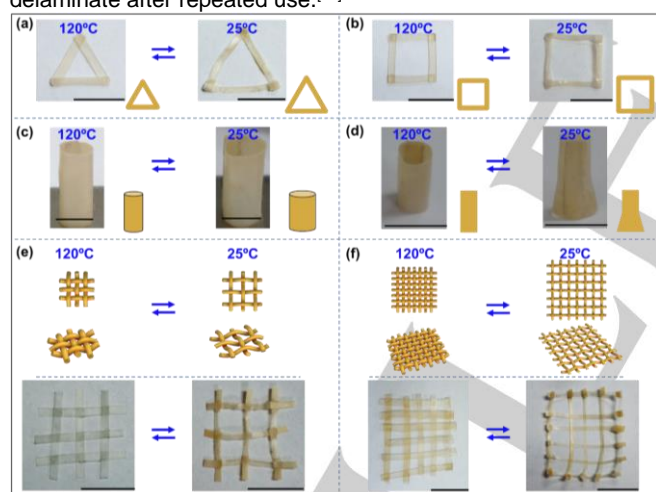 delaminate after repeated use.
(a) 120ºC 25ºC
(b) 120ºC 25ºC
(c) 120ºC 25ºC
(d) 120ºC 25ºC
(e) 120ºC 25ºC
(f) 120ºC 25ºC